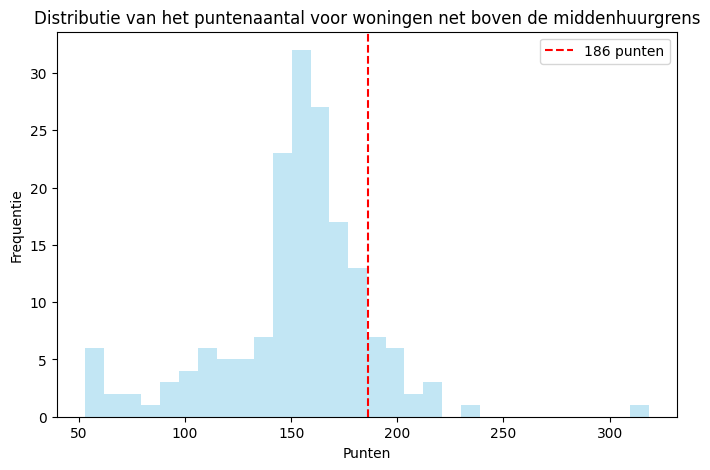 Distributie van het puntenaantal voor woningen net boven de middenhuurgrens
186 punten
30
25
20
15
10
5
0
Frequentie
50 100 150 200 250 300
Punten